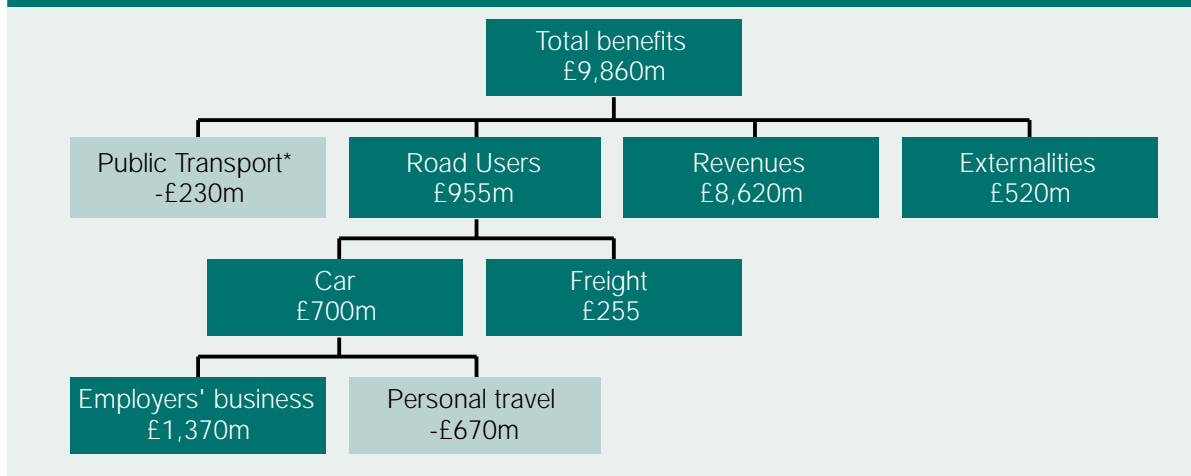 Total benefits
£9,860m
Public Transport*
-£230m
Road Users
£955m
Revenues
£8,620m
Externalities
£520m
Car
£700m
Freight
£255
Employers' business
£1,370m
Personal travel
-£670m